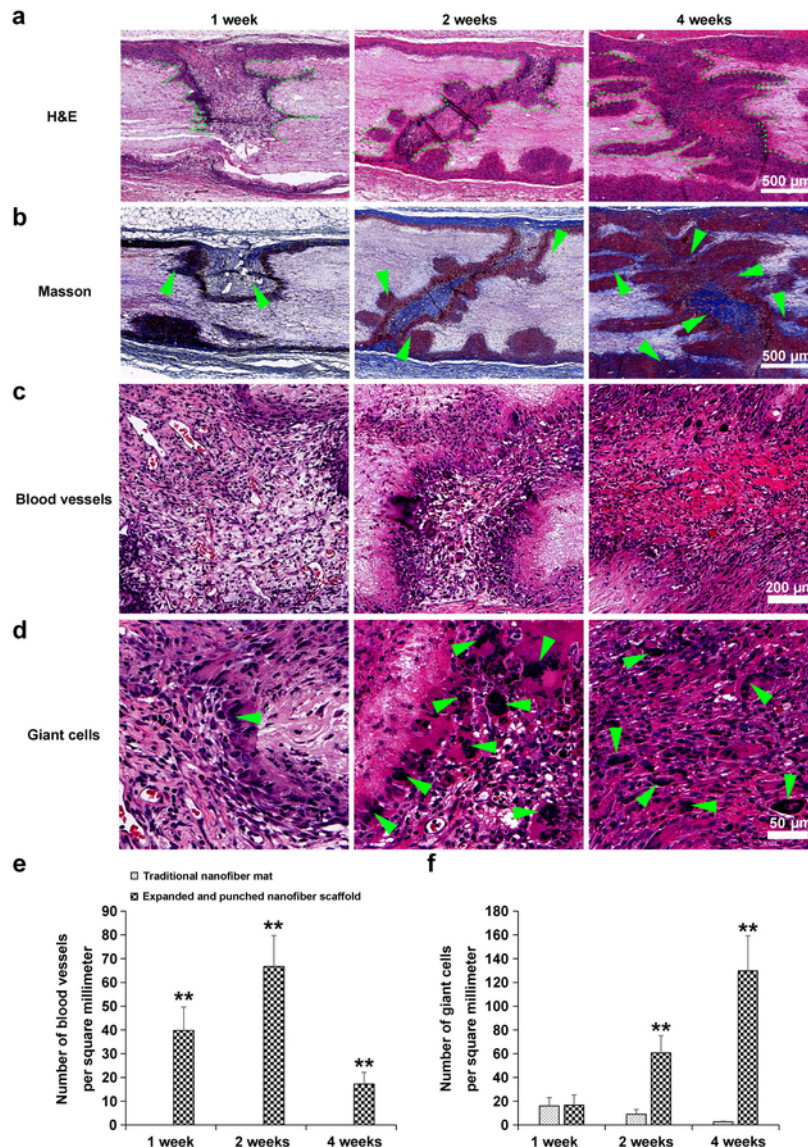 a
1 week
2 weeks
4 weeks
H&E
500 µm
b
Masson
500 µm
c
Blood vessels
200 µm
d
Giant cells
50 µm
e
Traditional nanofiber mat
Expanded and punched nanofiber scaffold
Number of blood vessels
per square millimeter
90
80
70
60
50
40
30
20
10
0
**
**
**
1 week
2 weeks
4 weeks
f
Number of giant cells
per square millimeter
180
160
140
120
100
80
60
40
20
0
**
**
1 week
2 weeks
4 weeks